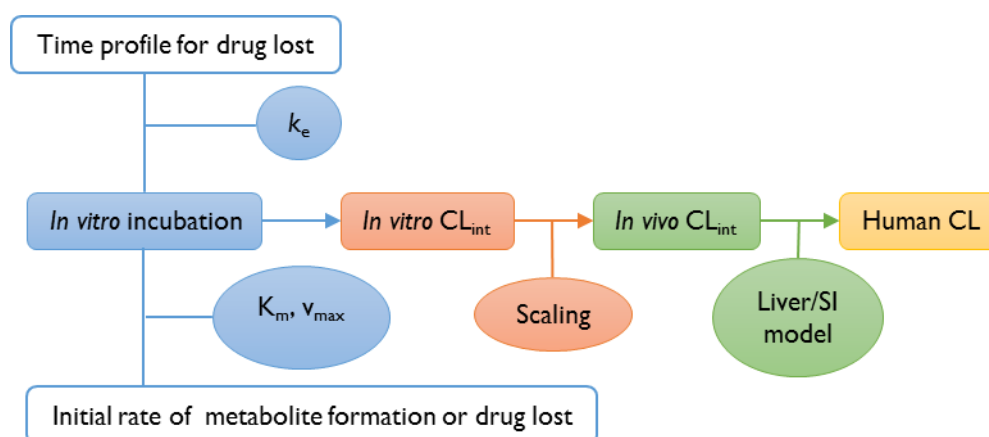 Time profile for drug lost
kₑ
In vitro incubation
In vitro CLint
In vivo CLint
Human CL
Km, vmax
Scaling
Liver/SI
model
Initial rate of metabolite formation or drug lost